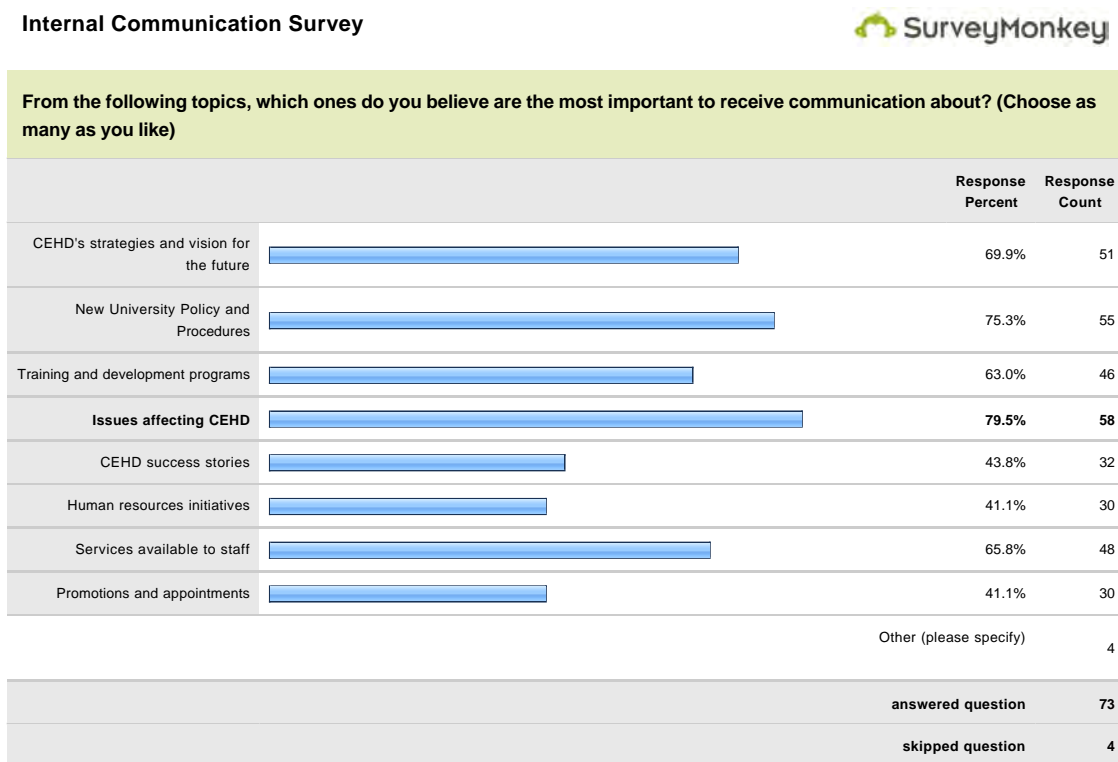 Internal Communication Survey
SurveyMonkey
From the following topics, which ones do you believe are the most important to receive communication about? (Choose as
many as you like)
Response Response
Percent Count
CEHD's strategies and vision for
the future
69.9% 51
New University Policy and
Procedures
75.3% 55
Training and development programs 63.0% 46
Issues affecting CEHD 79.5% 58
CEHD success stories 43.8% 32
Human resources initiatives 41.1% 30
Services available to staff 65.8% 48
Promotions and appointments 41.1% 30
Other (please specify) 4
answered question 73
skipped question 4